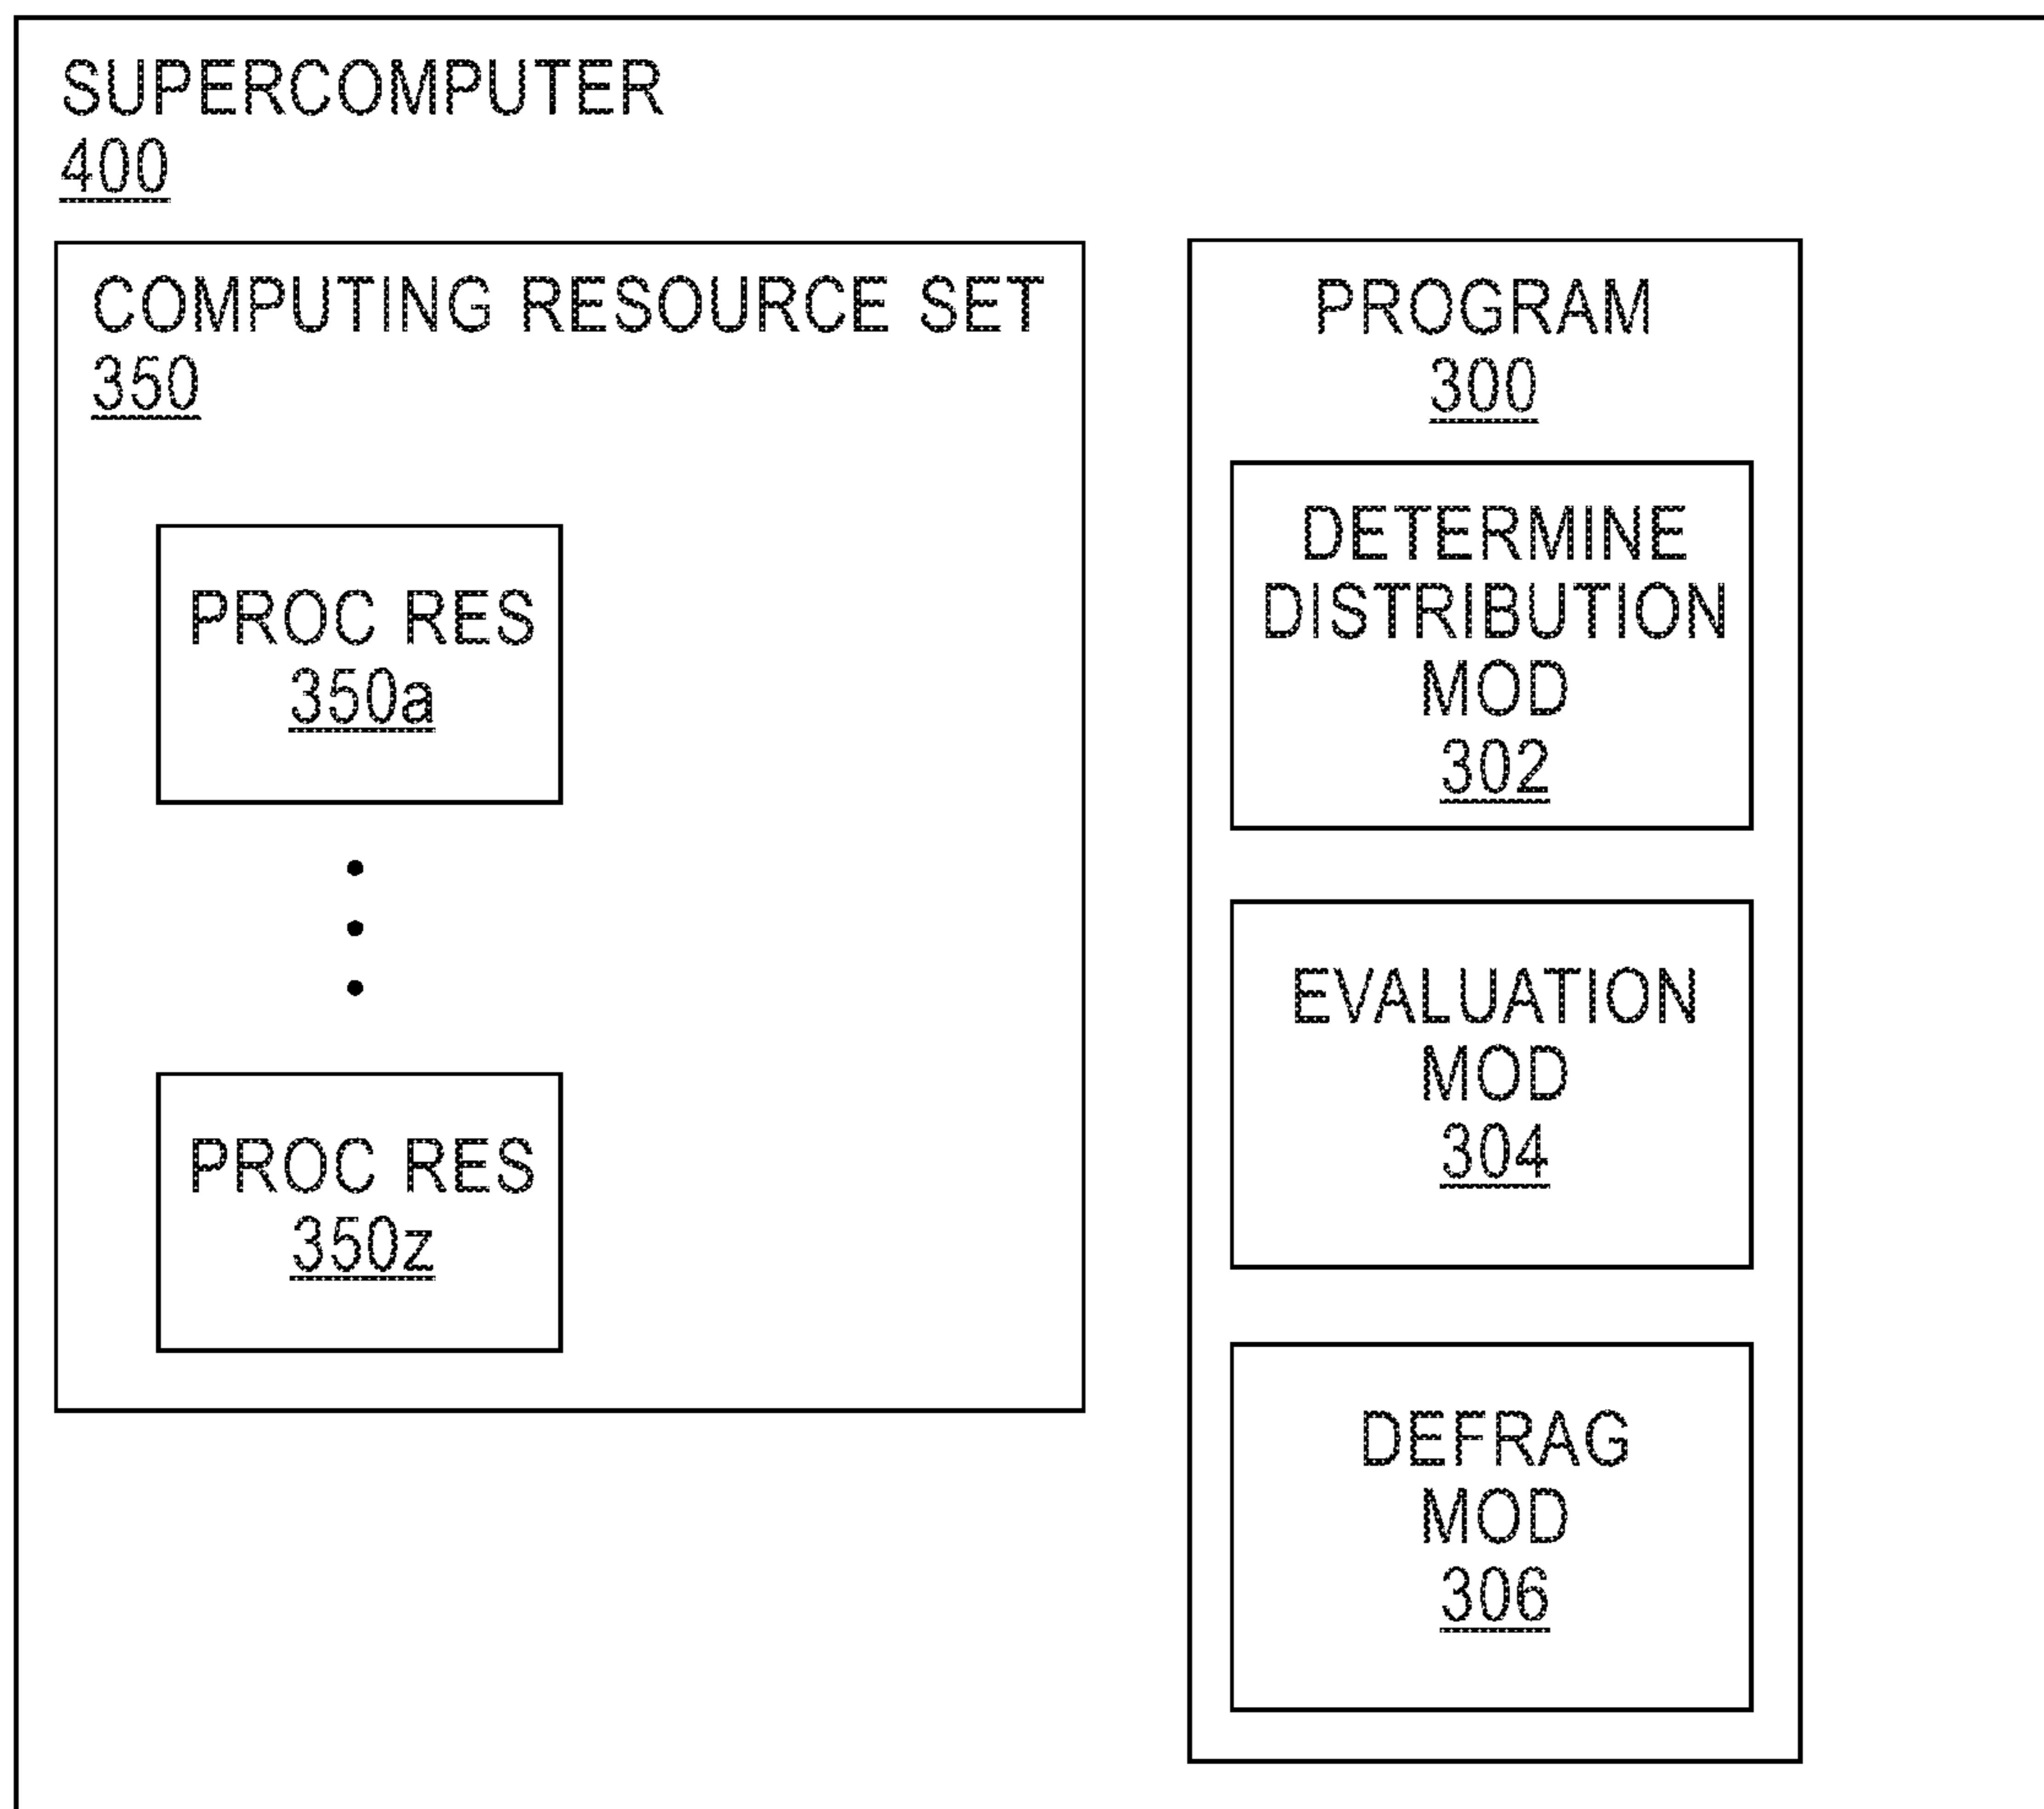 SUPERCOMPUTER
400
COMPUTING RESOURCE SET
350
PROC RES
350a
PROC RES
350z
PROGRAM
300
DETERMINE
DISTRIBUTION
MOD
302
EVALUATION
MOD
304
DEFRAG
MOD
306